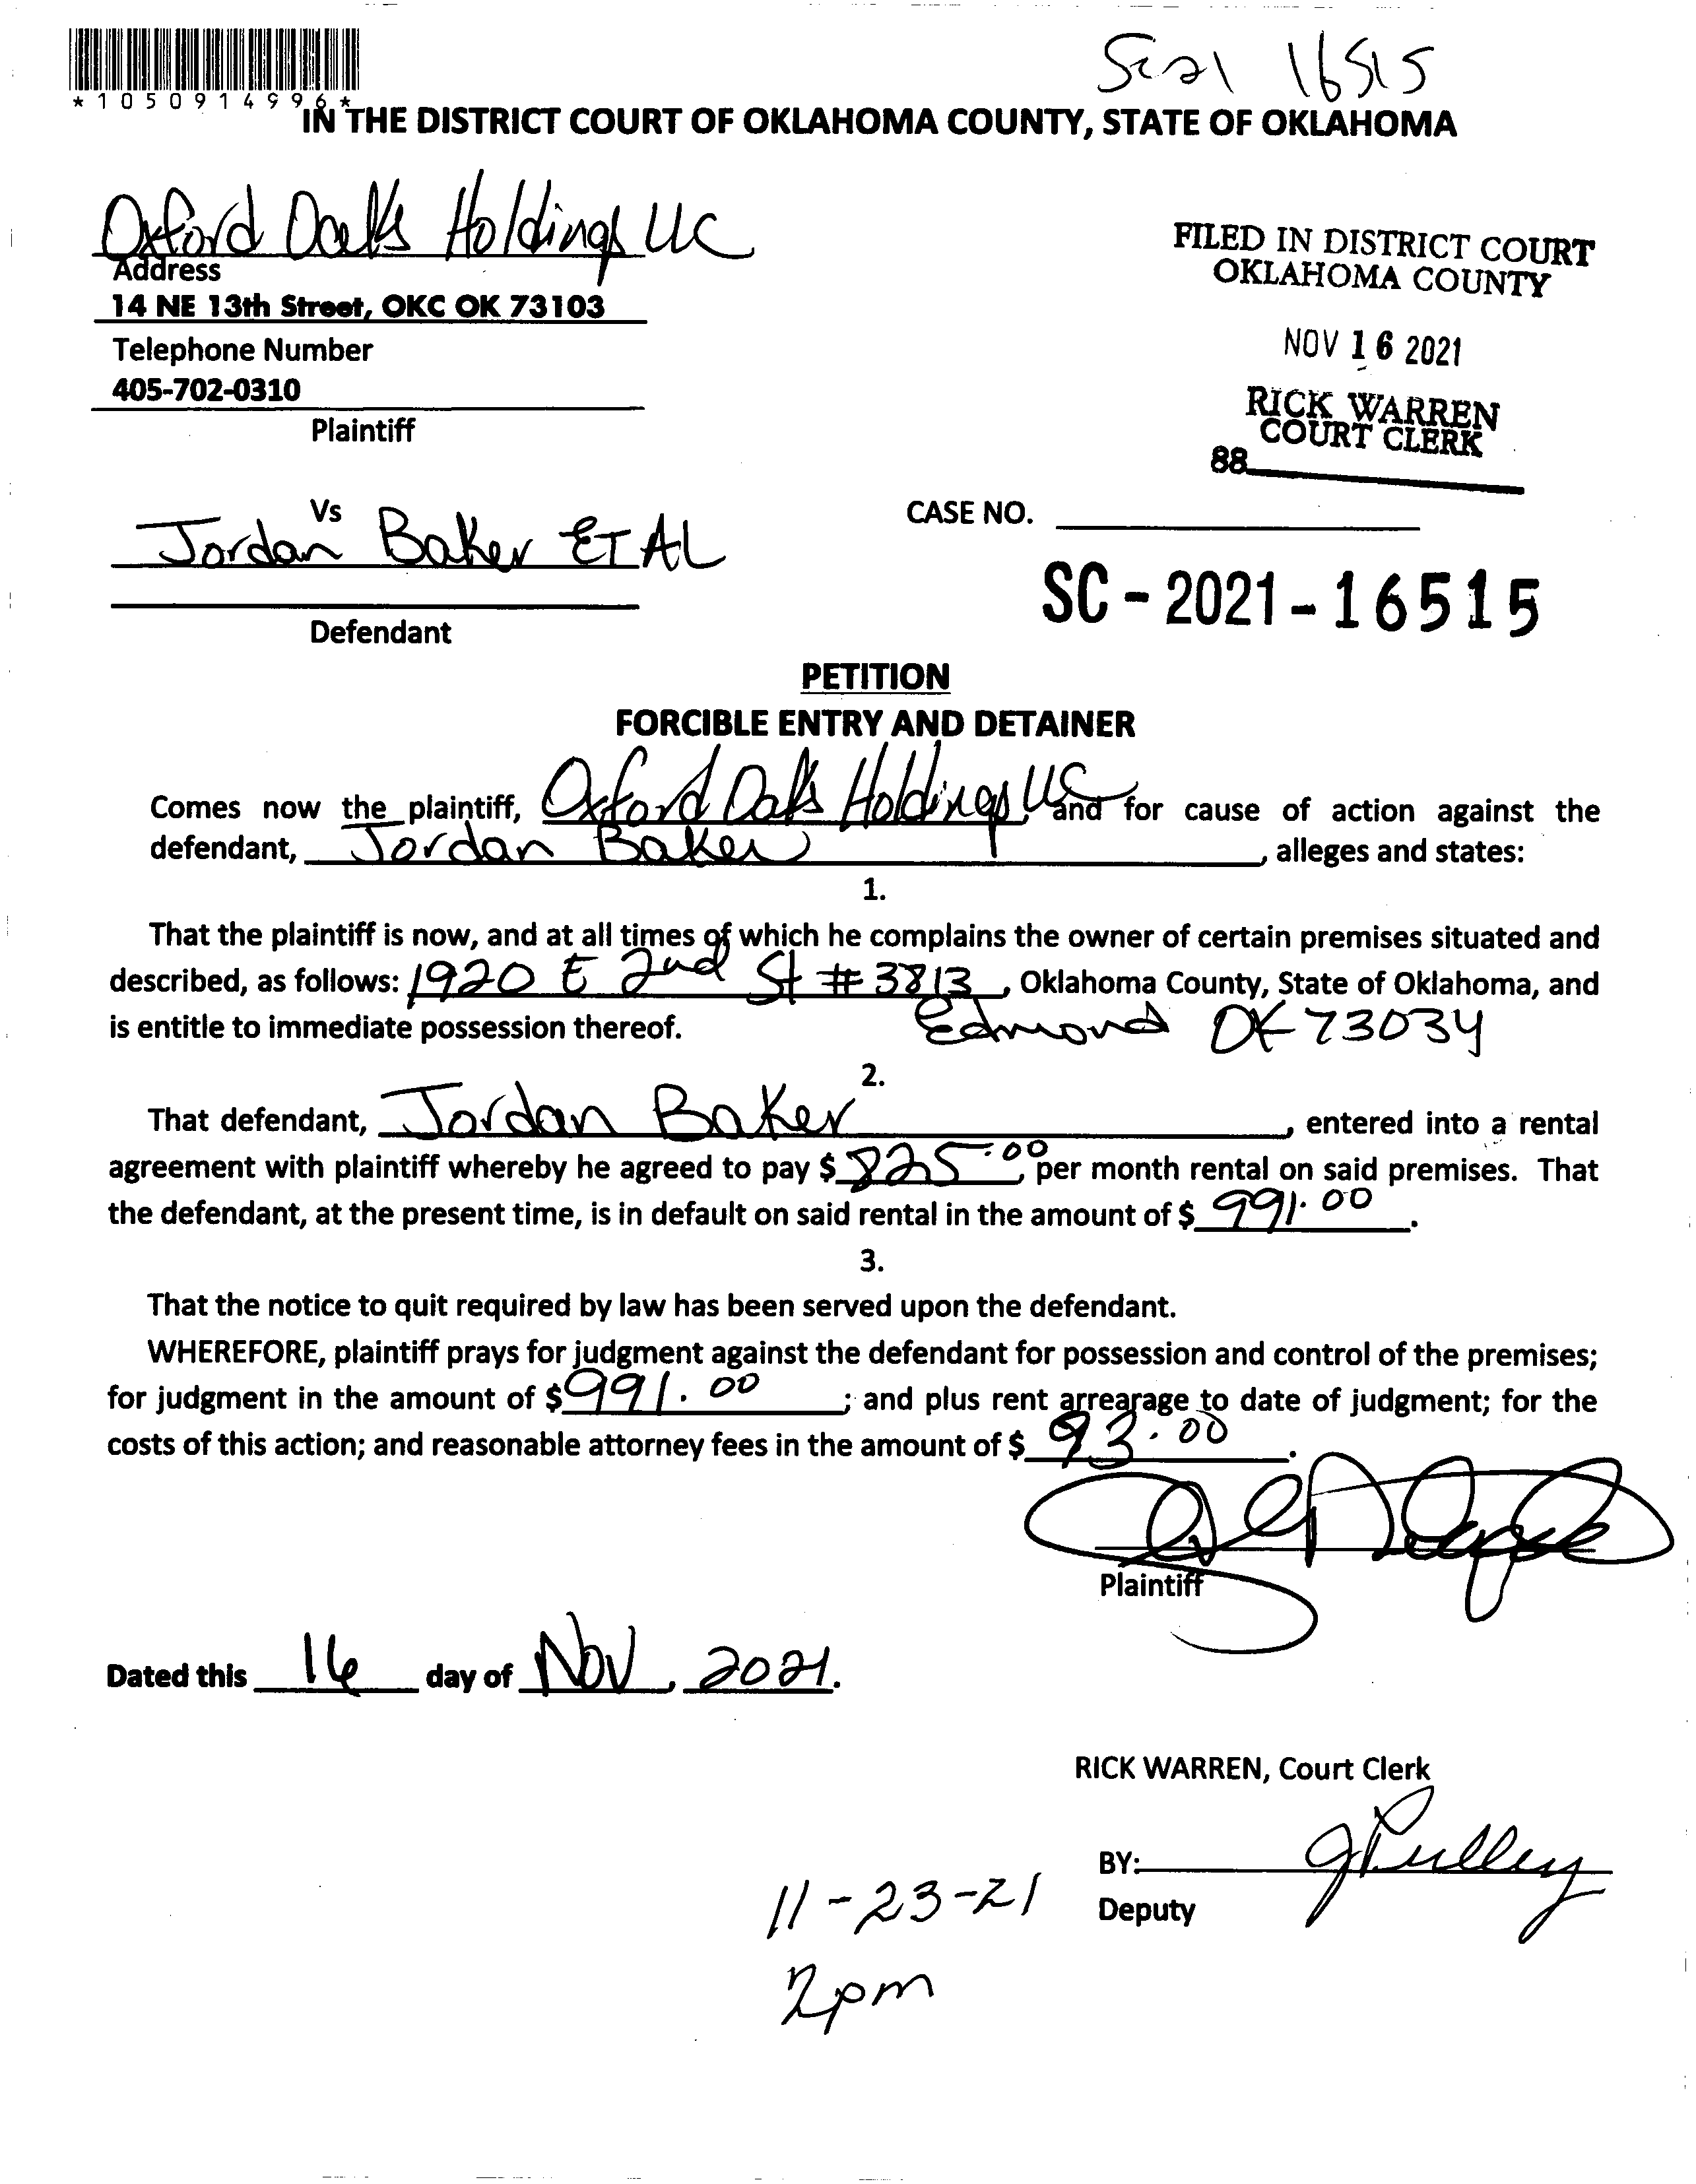 SC21 16515
*1050914996*
IN THE DISTRICT COURT OF OKLAHOMA COUNTY, STATE OF OKLAHOMA
Oxford Oaks Holdings LLC
Address
14 NE 13th Street, OKC OK 73103
Telephone Number
405-702-0310
Plaintiff
FILED IN DISTRICT COURT
OKLAHOMA COUNTY
NOV 16 2021
RICK WARREN
COURT CLERK
88
Vs
Jordan Baker ET AL
Defendant
CASE NO.
SC-2021-16515
PETITION
FORCIBLE ENTRY AND DETAINER
Comes now the plaintiff, Oxford Oaks Holdings LLC, and for cause of action against the
defendant, Jordan Baker, alleges and states:
1.
That the plaintiff is now, and at all times of which he complains the owner of certain premises situated and
described, as follows: 1920 E 2nd St #3813, Oklahoma County, State of Oklahoma, and
is entitle to immediate possession thereof. Edmond OK 73034
2.
That defendant, Jordan Baker, entered into a rental
agreement with plaintiff whereby he agreed to pay $ 825.00, per month rental on said premises. That
the defendant, at the present time, is in default on said rental in the amount of $ 991.00.
3.
That the notice to quit required by law has been served upon the defendant.
WHEREFORE, plaintiff prays for judgment against the defendant for possession and control of the premises;
for judgment in the amount of $991.00; and plus rent arrearage to date of judgment; for the
costs of this action; and reasonable attorney fees in the amount of $ 93.00.
Plaintiff
Dated this 16 day of Nov, 2021.
RICK WARREN, Court Clerk
BY: JPulley
Deputy
11-23-21
2pm